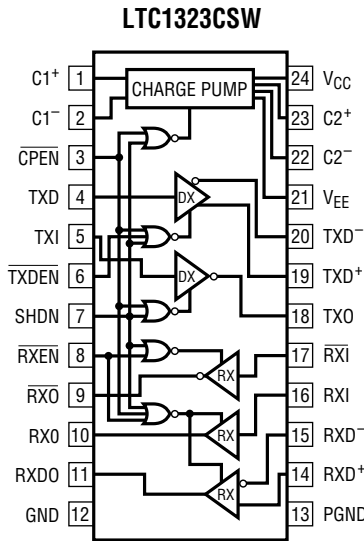 LTC1323CSW
C1+ 1
C1– 2
CPEN 3
TXD 4
TXI 5
TXDEN 6
SHDN 7
RXEN 8
RXO 9
RX0 10
RXDO 11
GND 12
CHARGE PUMP
DX
DX
RX
RX
RX
24 VCC
23 C2+
22 C2–
21 VEE
20 TXD–
19 TXD+
18 TXO
17 RXI
16 RXI
15 RXD–
14 RXD+
13 PGND